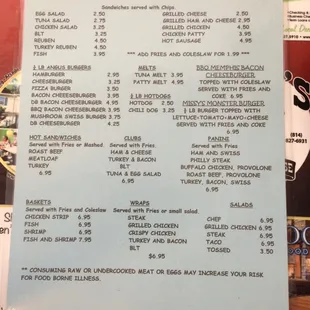 Sandwiches served with Chips
EGG SALAD 2.50
TUNA SALAD 2.75
CHICKEN SALAD 3.25
BLT 3.25
TURKEY 2.50
TURKEY REUBEN 4.50
FISH 3.95
GRILLED CHEESE 2.50
GRILLED HAM AND CHEESE 2.95
GRILLED CHICKEN 4.50
CHICKEN PATTY 3.95
REUBEN 4.50
HOT SAUSAGE 4.95
*** ADD FRIES AND COLESLAW FOR 1.99 ***
½ LB ANGUS BURGERS
HAMBURGER 2.95
CHEESEBURGER 3.25
PIZZA BURGER 3.50
BACON CHEESEBURGER 3.95
DB BACON CHEESEBURGER 4.95
BBQ BACON CHEESEBURGER 4.95
MUSHROOM SWISS BURGER 3.95
DB CHEESEBURGER 4.25
MELTS
TUNA MELT 3.95
PATTY MELT 4.95
½ LB HOTDOGS
HOTDOG 2.50
CHILI DOG 3.25
BBQ MEMPHIS BACON
CHEESEBURGER
TOPPED WITH COLESLAW
SERVED WITH FRIES AND
COKE 6.95
MISSY'S MONSTER BURGER
TOPPED WITH
LETTUCE-TOMATO-MAYO-CHEESE
SERVED WITH FRIES AND COKE
6.95
HOT SANDWICHES
Served with Fries or Mashed
ROAST BEEF
MEATLOAF
TURKEY
6.95
CLUBS
Served with Fries
HAM & CHEESE
TURKEY & BACON
BLT
TUNA & EGG SALAD
6.95
PANINI
Served with Fries
HAM AND SWISS
PHILLY STEAK
BUFFALO CHICKEN, PROVOLONE
ROAST BEEF, PROVOLONE
TURKEY, BACON, SWISS
6.95
BASKETS
Served with Fries and Coleslaw
CHICKEN STRIP 6.95
FISH 6.95
SHRIMP 6.95
FISH AND SHRIMP 7.95
WRAPS
Served with Fries or small salad
STEAK
GRILLED CHICKEN
CRISPY CHICKEN
TURKEY AND BACON
BLT
$6.95
SALADS
CHEF 6.95
GRILLED CHICKEN 6.95
STEAK 6.95
TACO 6.95
TOSSED 3.50
** CONSUMING RAW OR UNDERCOOKED MEAT OR EGGS MAY INCREASE YOUR RISK
FOR FOOD BORNE ILLNESS.